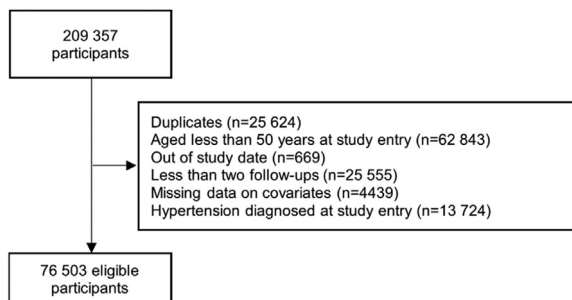 209 357
participants
Duplicates (n=25 624)
Aged less than 50 years at study entry (n=62 843)
Out of study date (n=669)
Less than two follow-ups (n=25 555)
Missing data on covariates (n=4439)
Hypertension diagnosed at study entry (n=13 724)
76 503 eligible
participants